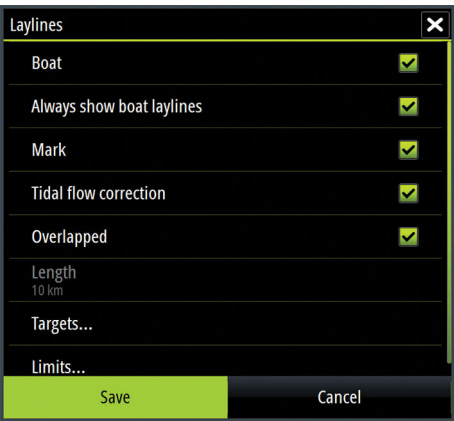 Laylines
Boat
Always show boat laylines
Mark
Tidal flow correction
Overlapped
Length
10 km
Targets...
Limits...
Save Cancel